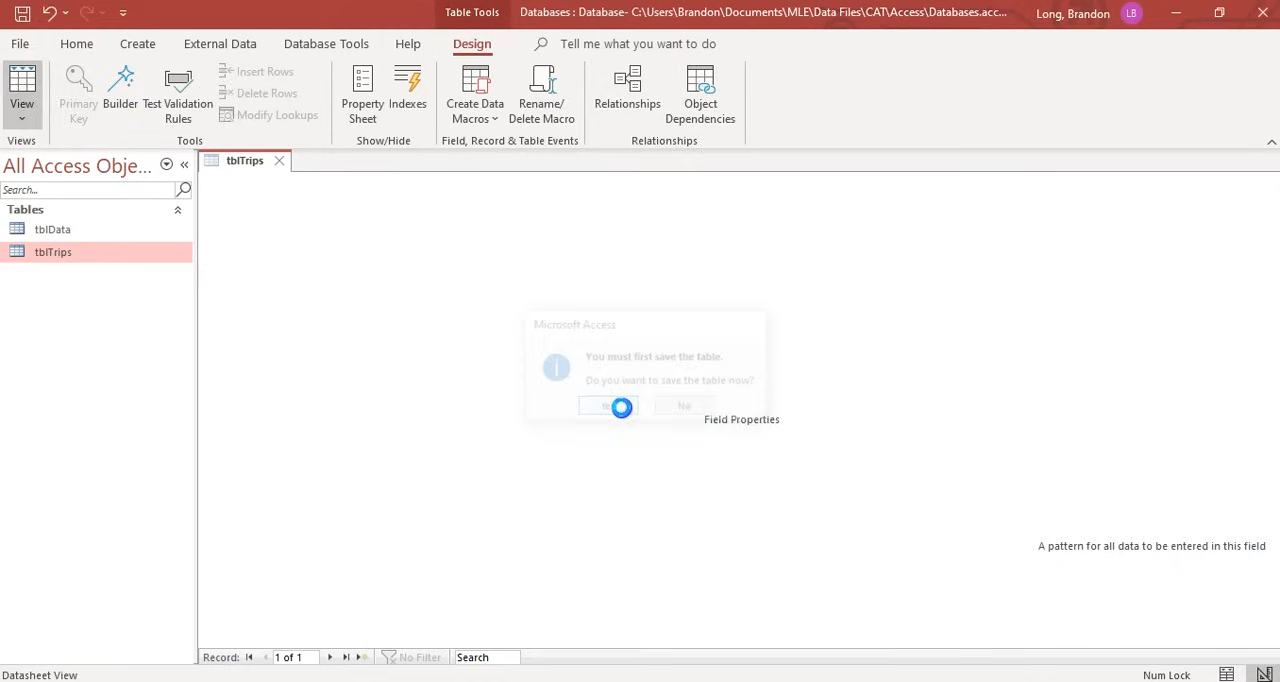 Table Tools
Databases : Database- C:\Users\Brandon\Documents\MLE\Data Files\CAT\Access\Databases.acc...
Long, Brandon
LB
File
Home
Create
External Data
Database Tools
Help
Design
Tell me what you want to do
View
Primary Key
Builder
Test Validation Rules
Insert Rows
Delete Rows
Modify Lookups
Property Sheet
Indexes
Create Data Macros
Rename/ Delete Macro
Relationships
Object Dependencies
Views
Tools
Show/Hide
Field, Record & Table Events
Relationships
All Access Obje...
Search...
Tables
tblData
tblTrips
tblTrips
Microsoft Access
You must first save the table.
Do you want to save the table now?
No
Field Properties
A pattern for all data to be entered in this field
Record:
1 of 1
No Filter
Search
Datasheet View
Num Lock